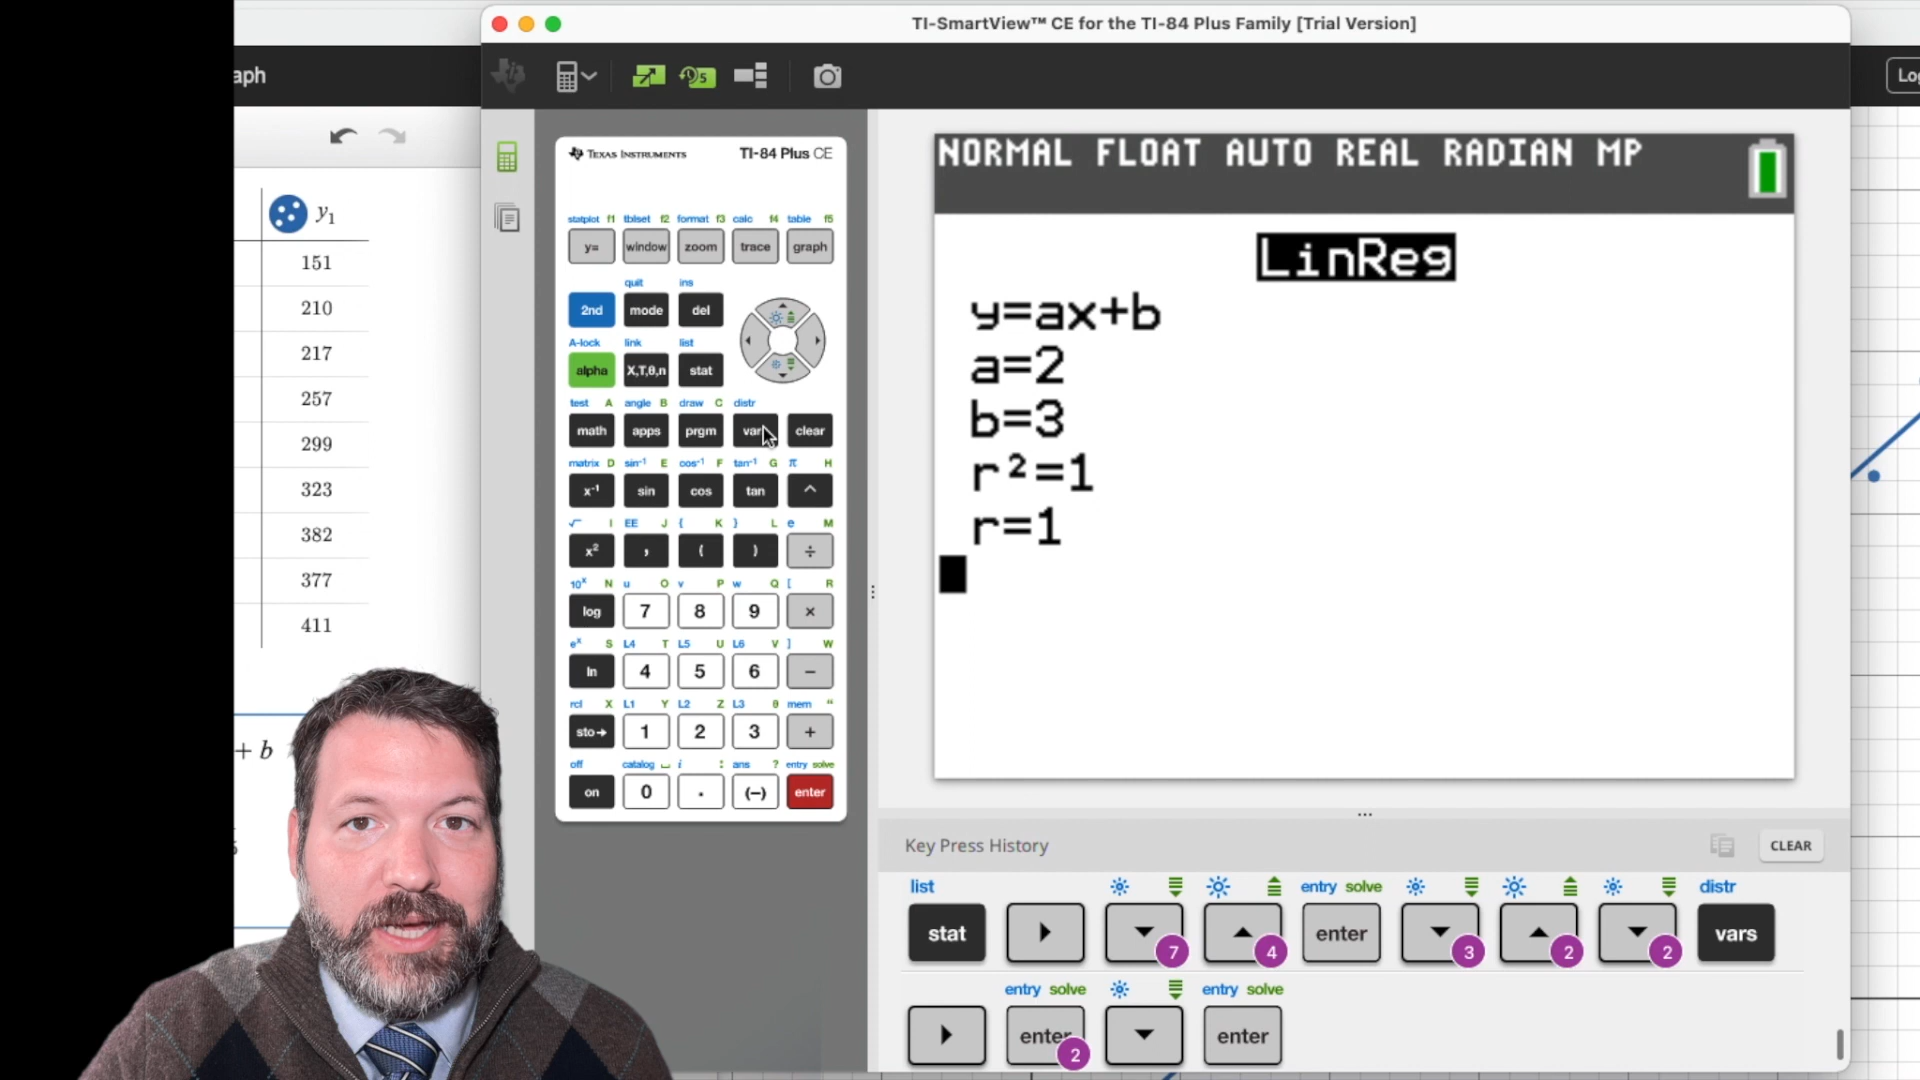 TI-SmartView™ CE for the TI-84 Plus Family [Trial Version]
aph
Log
5
y₁
151
210
217
257
299
323
382
377
411
+ b
TEXAS INSTRUMENTS TI-84 Plus CE
statplot f1 tblset f2 format f3 calc f4 table f5
y= window zoom trace graph
quit ins
2nd mode del
A-lock link list
alpha X,T,θ,n stat
test A angle B draw C distr
math apps prgm vars clear
matrix D sin⁻¹ E cos⁻¹ F tan⁻¹ G π H
x⁻¹ sin cos tan ^
√ I EE J { K } L e M
x² , ( ) ÷
10ˣ N u O v P w Q [ R
log 7 8 9 ×
eˣ S L4 T L5 U L6 V ] W
ln 4 5 6 −
rcl X L1 Y L2 Z L3 θ mem "
sto→ 1 2 3 +
off catalog ⎵ i : ans ? entry solve
on 0 . (−) enter
NORMAL FLOAT AUTO REAL RADIAN MP
LinReg
y=ax+b
a=2
b=3
r²=1
r=1
Key Press History
CLEAR
list entry solve distr
stat 7 4 enter 3 2 2 vars
entry solve entry solve
enter 2 enter